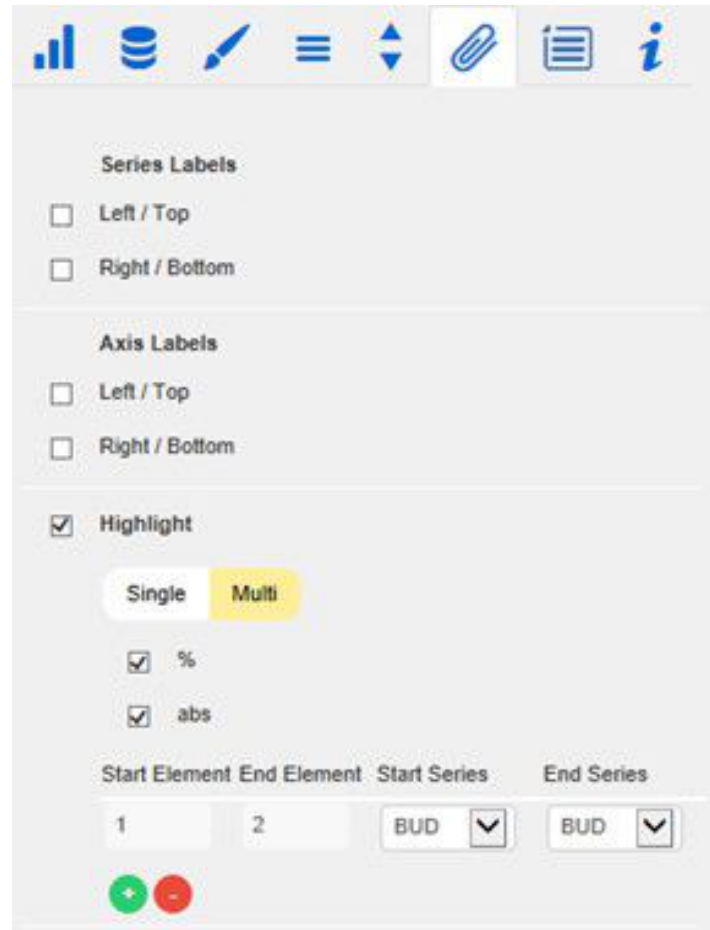 Series Labels
Left / Top
Right / Bottom
Axis Labels
Left / Top
Right / Bottom
Highlight
Single Multi
%
abs
Start Element End Element Start Series End Series
1 2 BUD BUD
+ -